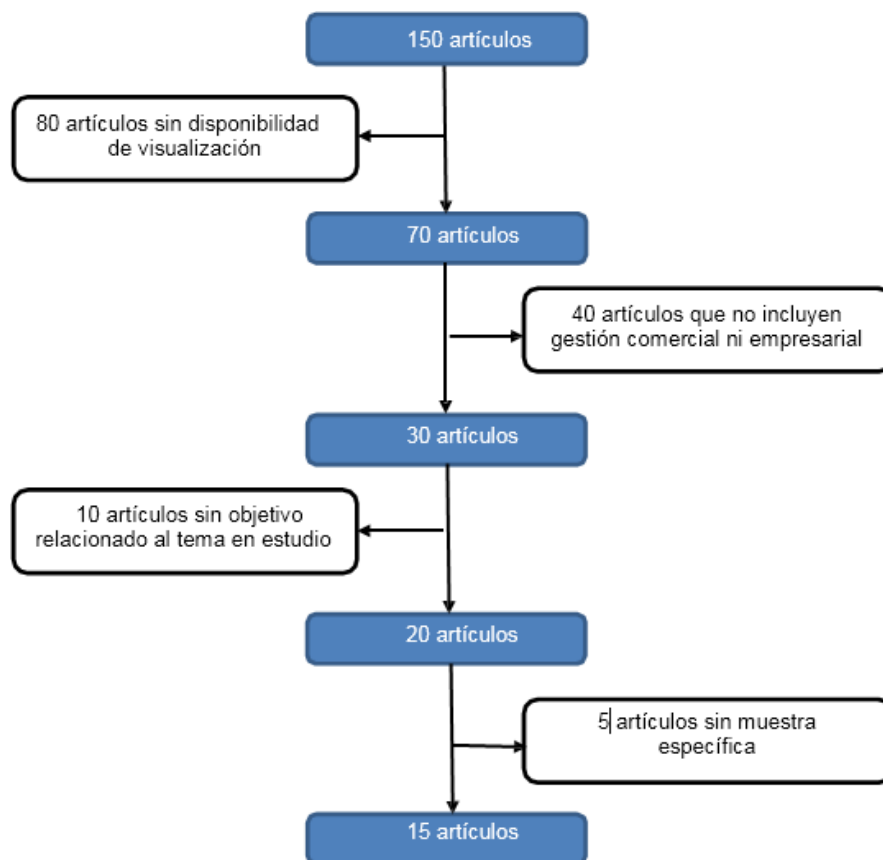 150 artículos
80 artículos sin disponibilidad
de visualización
70 artículos
40 artículos que no incluyen
gestión comercial ni empresarial
30 artículos
10 artículos sin objetivo
relacionado al tema en estudio
20 artículos
5 artículos sin muestra
específica
15 artículos